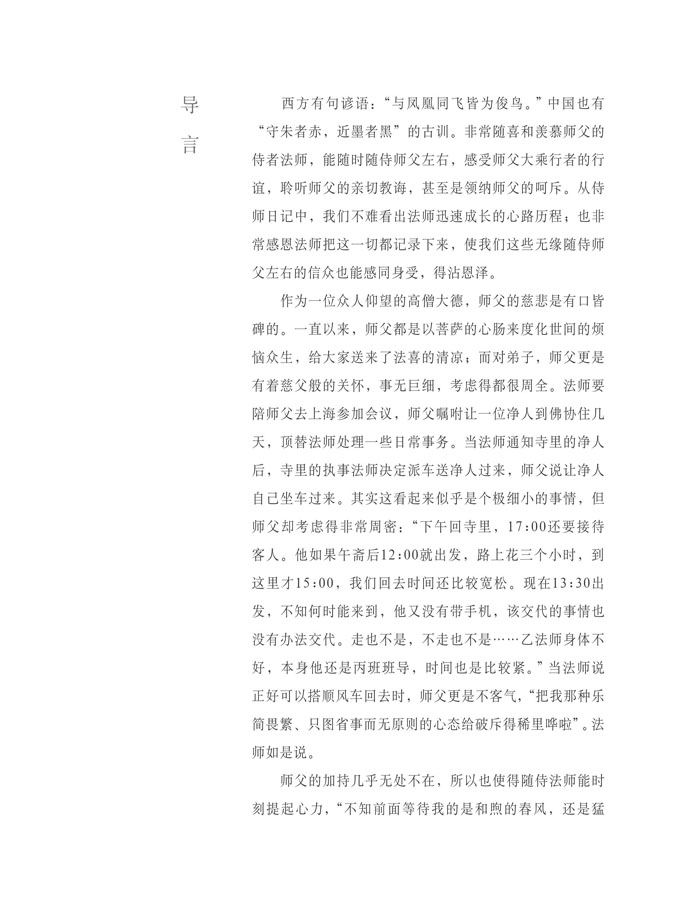 导
言
西方有句谚语：“与凤凰同飞皆为俊鸟。”中国也有
“守朱者赤，近墨者黑”的古训。非常随喜和羡慕师父的
侍者法师，能随时随侍师父左右，感受师父大乘行者的行
谊，聆听师父的亲切教诲，甚至是领纳师父的呵斥。从侍
师日记中，我们不难看出法师迅速成长的心路历程；也非
常感恩法师把这一切都记录下来，使我们这些无缘随侍师
父左右的信众也能感同身受，得沾恩泽。
作为一位众人仰望的高僧大德，师父的慈悲是有口皆
碑的。一直以来，师父都是以菩萨的心肠来度化世间的烦
恼众生，给大家送来了法喜的清凉；而对弟子，师父更是
有着慈父般的关怀，事无巨细，考虑得都很周全。法师要
陪师父去上海参加会议，师父嘱咐让一位净人到佛协住几
天，顶替法师处理一些日常事务。当法师通知寺里的净人
后，寺里的执事法师决定派车送净人过来，师父说让净人
自己坐车过来。其实这看起来似乎是个极细小的事情，但
师父却考虑得非常周密：“下午回寺里，17:00还要接待
客人。他如果午斋后12:00就出发，路上花三个小时，到
这里才15:00，我们回去时间还比较宽松。现在13:30出
发，不知何时能来到，他又没有带手机，该交代的事情也
没有办法交代。走也不是，不走也不是……乙法师身体不
好，本身他还是丙班班导，时间也是比较紧。”当法师说
正好可以搭顺风车回去时，师父更是不客气，“把我那种乐
简畏繁、只图省事而无原则的心态给破斥得稀里哗啦”。法
师如是说。
师父的加持几乎无处不在，所以也使得随侍法师能时
刻提起心力，“不知前面等待我的是和煦的春风，还是猛